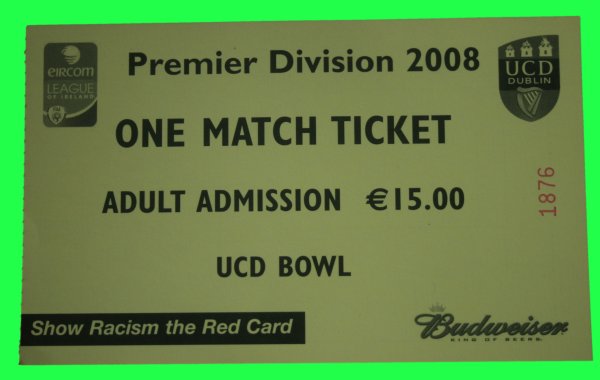 eircom
LEAGUE
OF IRELAND
Premier Division 2008
UCD
DUBLIN
ONE MATCH TICKET
ADULT ADMISSION €15.00
1876
UCD BOWL
Show Racism the Red Card
Budweiser
KING OF BEERS.